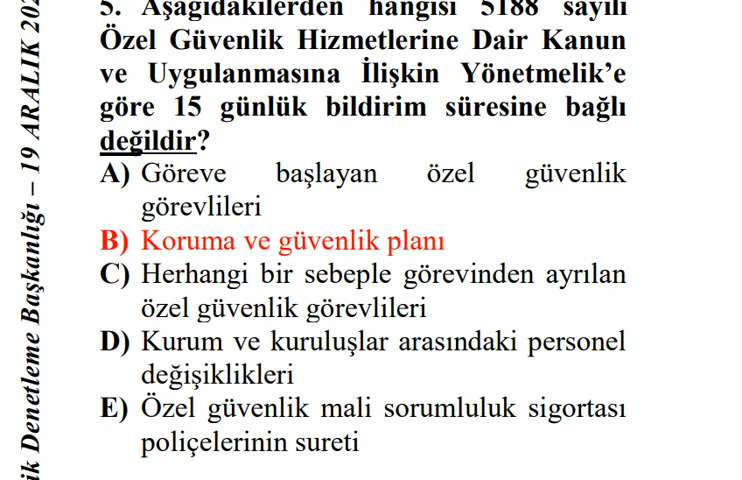 5. Aşağıdakilerden hangisi 5188 sayılı
Özel Güvenlik Hizmetlerine Dair Kanun
ve Uygulanmasına İlişkin Yönetmelik’e
göre 15 günlük bildirim süresine bağlı
değildir?
A) Göreve başlayan özel güvenlik
görevlileri
B) Koruma ve güvenlik planı
C) Herhangi bir sebeple görevinden ayrılan
özel güvenlik görevlileri
D) Kurum ve kuruluşlar arasındaki personel
değişiklikleri
E) Özel güvenlik mali sorumluluk sigortası
poliçelerinin sureti
Denetleme Başkanlığı – 19 ARALIK